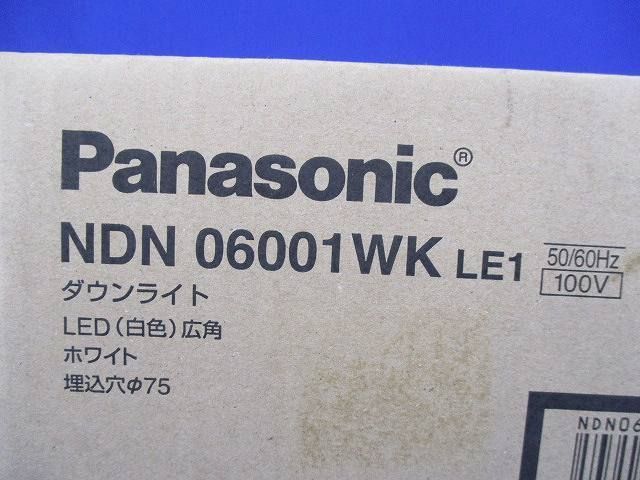 Panasonic®
NDN 06001WK LE1
50/60Hz
100V
ダウンライト
LED(白色)広角
ホワイト
埋込穴φ75
NDN06